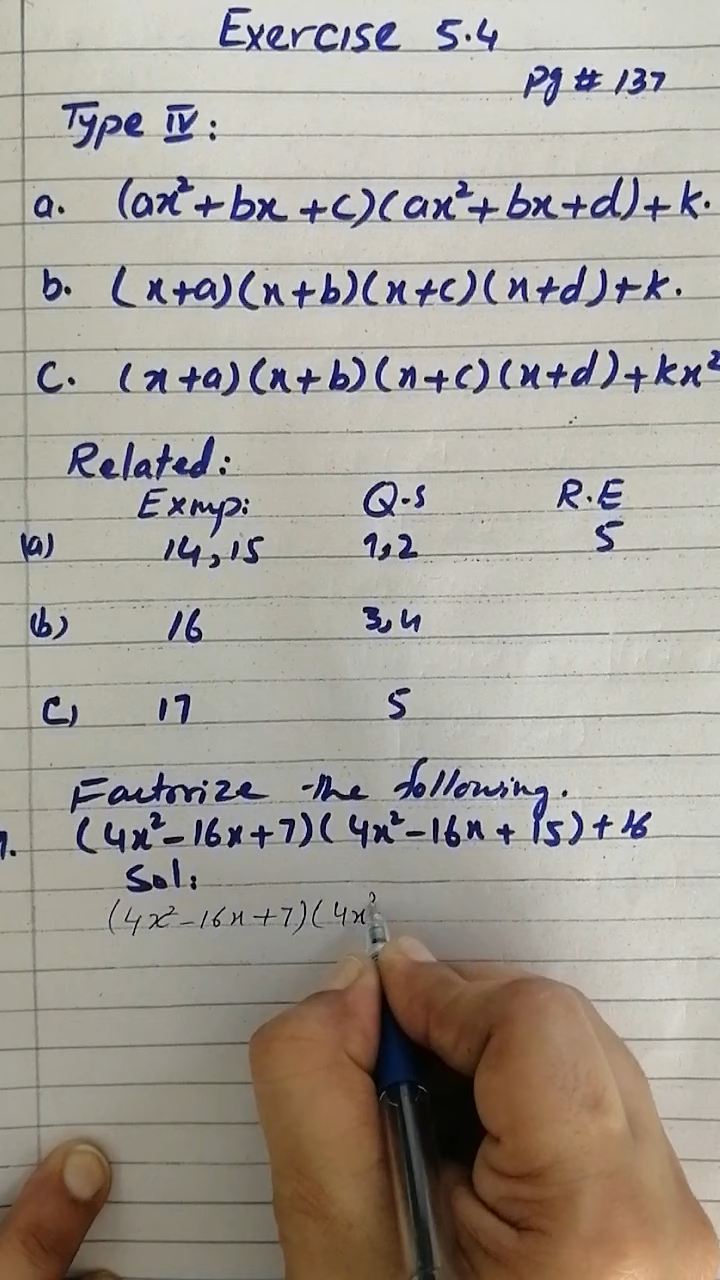 Exercise 5.4
Pg # 137
Type IV:
a. (ax²+bx+c)(ax²+bx+d)+k.
b. (x+a)(x+b)(x+c)(x+d)+k.
C. (x+a)(x+b)(x+c)(x+d)+kx²
Related:
Exmp: Q.s R.E
(a) 14,15 1,2 5
(b) 16 3,4
C) 17 5
Factorize the following.
1. (4x²-16x+7)(4x²-16x+15)+16
Sol:
(4x²-16x+7)(4x²